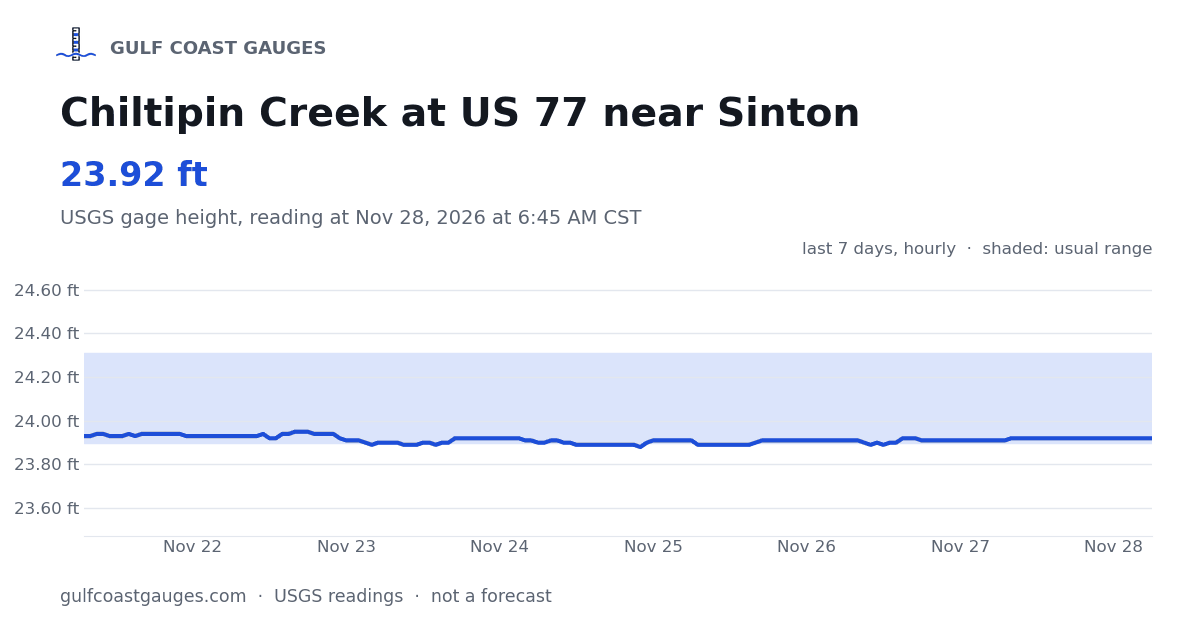 GULF COAST GAUGES
Chiltipin Creek at US 77 near Sinton
23.92 ft
USGS gage height, reading at Nov 28, 2026 at 6:45 AM CST
last 7 days, hourly · shaded: usual range
24.60 ft
24.40 ft
24.20 ft
24.00 ft
23.80 ft
23.60 ft
Nov 22 Nov 23 Nov 24 Nov 25 Nov 26 Nov 27 Nov 28
gulfcoastgauges.com · USGS readings · not a forecast